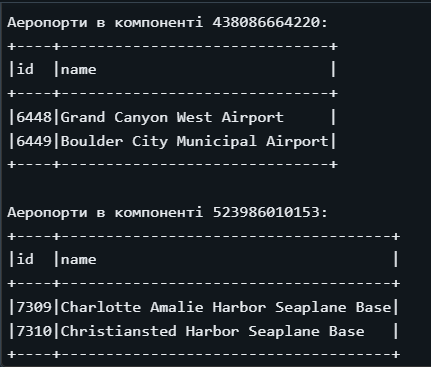 Аеропорти в компоненті 438086664220:
+----+------------------------------+
|id  |name                          |
+----+------------------------------+
|6448|Grand Canyon West Airport     |
|6449|Boulder City Municipal Airport|
+----+------------------------------+

Аеропорти в компоненті 523986010153:
+----+-------------------------------------+
|id  |name                                 |
+----+-------------------------------------+
|7309|Charlotte Amalie Harbor Seaplane Base|
|7310|Christiansted Harbor Seaplane Base   |
+----+-------------------------------------+